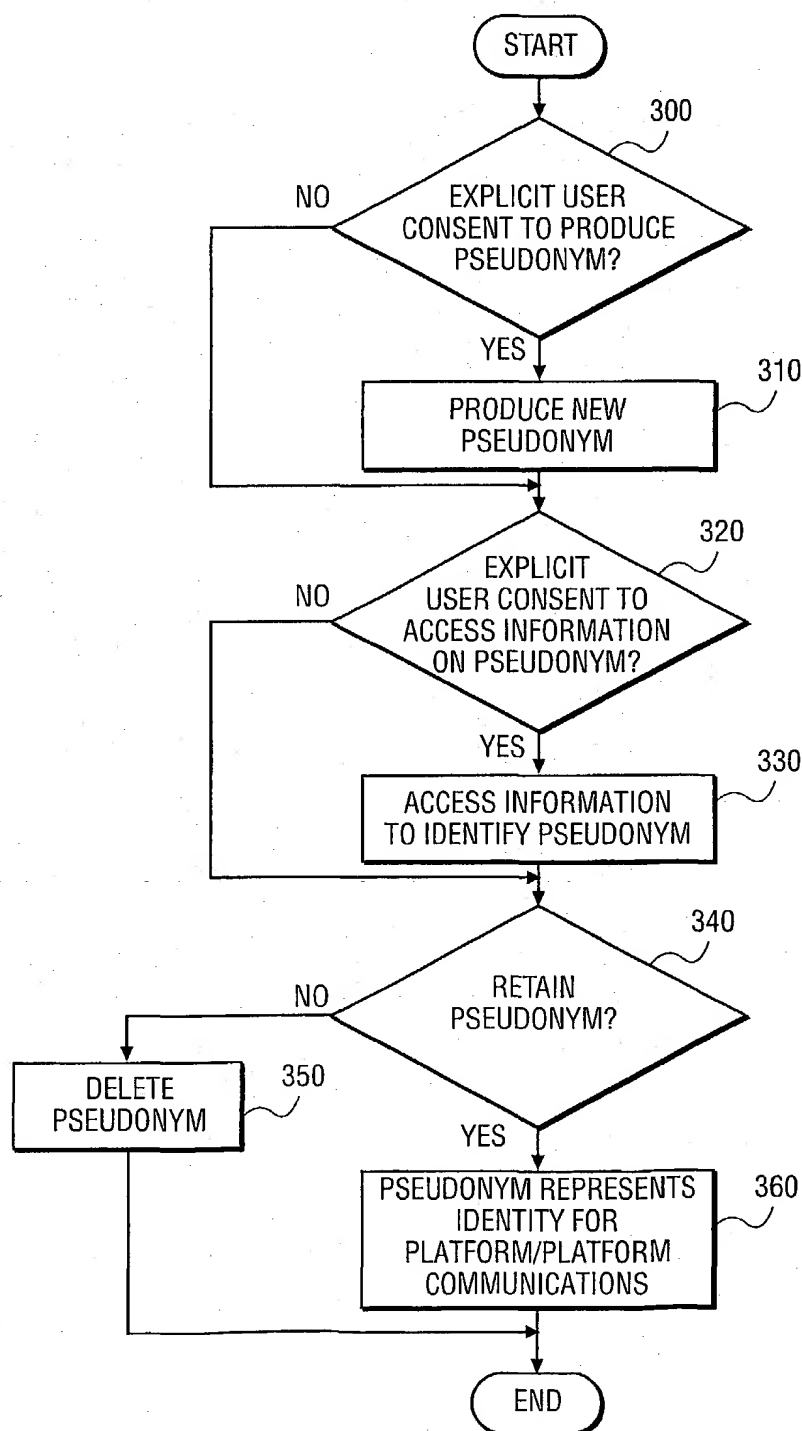 START
300
NO
EXPLICIT USER
CONSENT TO PRODUCE
PSEUDONYM?
YES
310
PRODUCE NEW
PSEUDONYM
320
NO
EXPLICIT
USER CONSENT TO
ACCESS INFORMATION
ON PSEUDONYM?
YES
330
ACCESS INFORMATION
TO IDENTIFY PSEUDONYM
340
NO
RETAIN
PSEUDONYM?
DELETE
PSEUDONYM
350
YES
PSEUDONYM REPRESENTS
IDENTITY FOR
PLATFORM/PLATFORM
COMMUNICATIONS
360
END